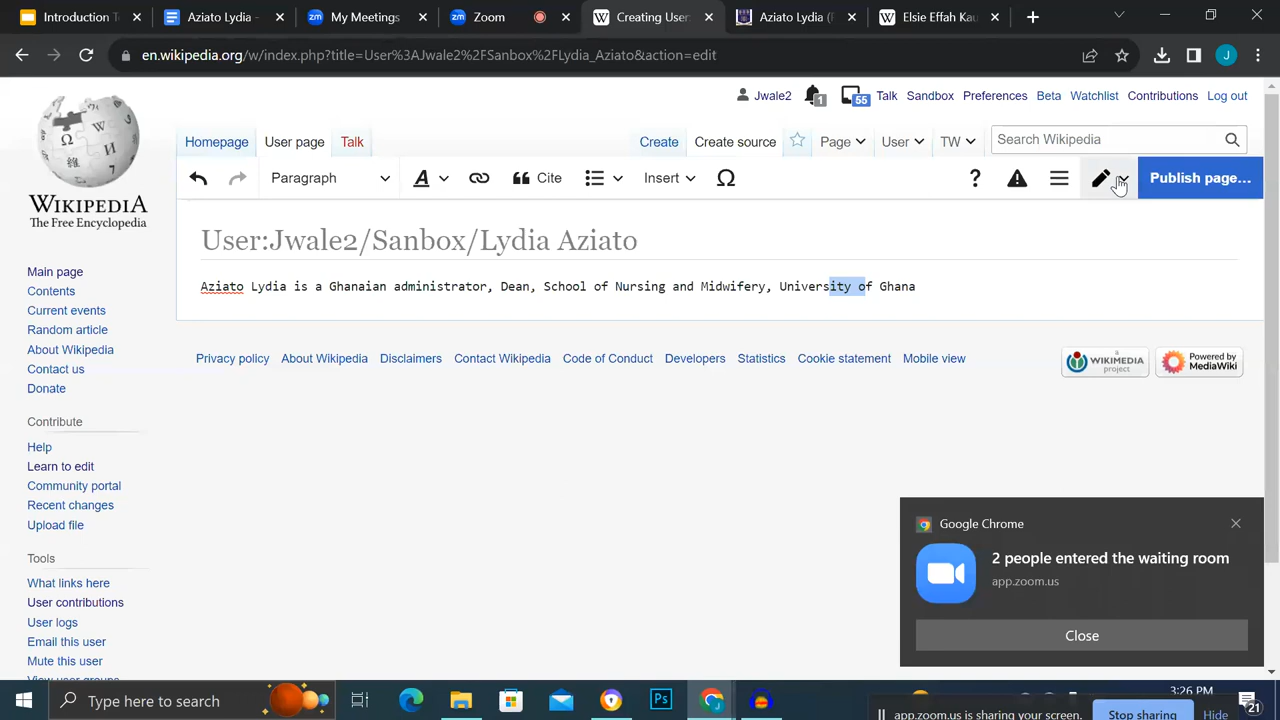 Introduction T
Aziato Lydia -
My Meetings
Zoom
Creating User
Aziato Lydia (
Elsie Effah Kau
en.wikipedia.org/w/index.php?title=User%3AJwale2%2FSanbox%2FLydia_Aziato&action=edit
J
WIKIPEDIA
The Free Encyclopedia
Jwale2 1 55 Talk Sandbox Preferences Beta Watchlist Contributions Log out
Homepage User page Talk Create Create source Page User TW Search Wikipedia
Paragraph A Cite Insert Ω ? Publish page...
User:Jwale2/Sanbox/Lydia Aziato
Aziato Lydia is a Ghanaian administrator, Dean, School of Nursing and Midwifery, University of Ghana
Privacy policy About Wikipedia Disclaimers Contact Wikipedia Code of Conduct Developers Statistics Cookie statement Mobile view
a WIKIMEDIA project
Powered by MediaWiki
Main page
Contents
Current events
Random article
About Wikipedia
Contact us
Donate
Contribute
Help
Learn to edit
Community portal
Recent changes
Upload file
Tools
What links here
User contributions
User logs
Email this user
Mute this user
View user groups
Google Chrome
2 people entered the waiting room
app.zoom.us
Close
Type here to search
Ps
3:26 PM
21
app.zoom.us is sharing your screen.
Stop sharing
Hide